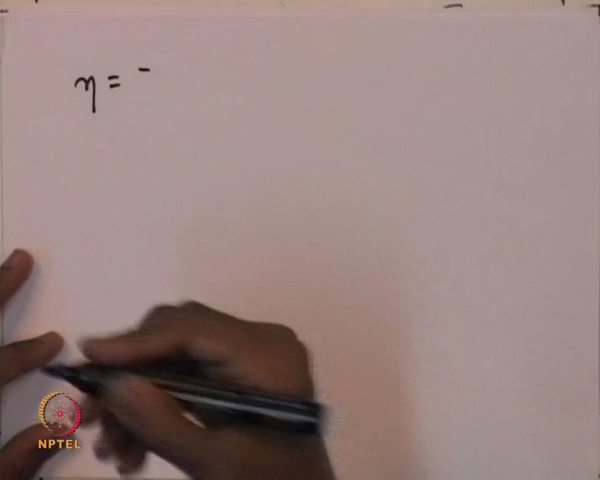 η = -
NPTEL